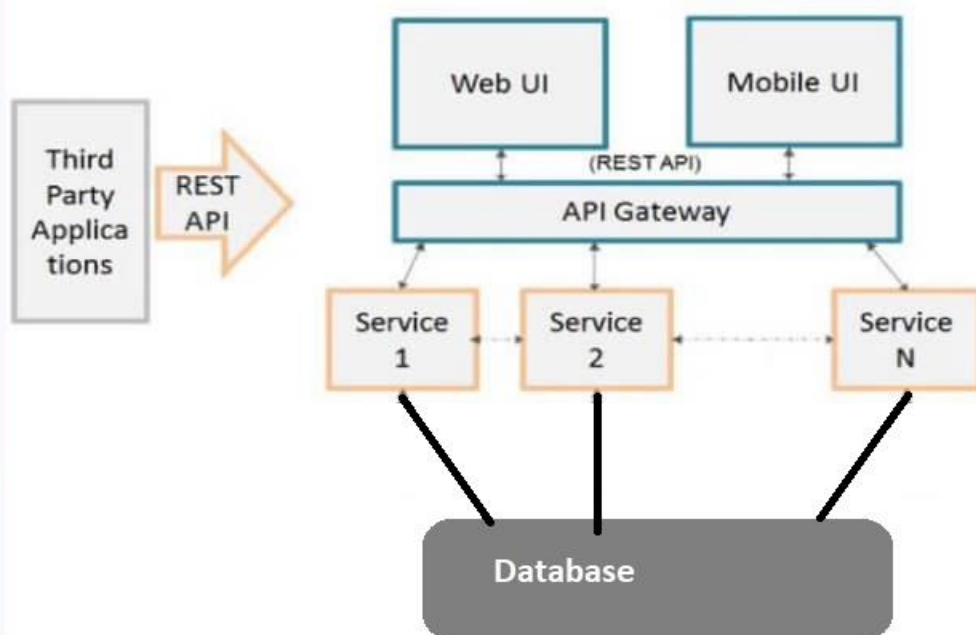 Web UI
Mobile UI
Third
Party
Applica
tions
REST
API
(REST API)
API Gateway
Service
1
Service
2
Service
N
Database